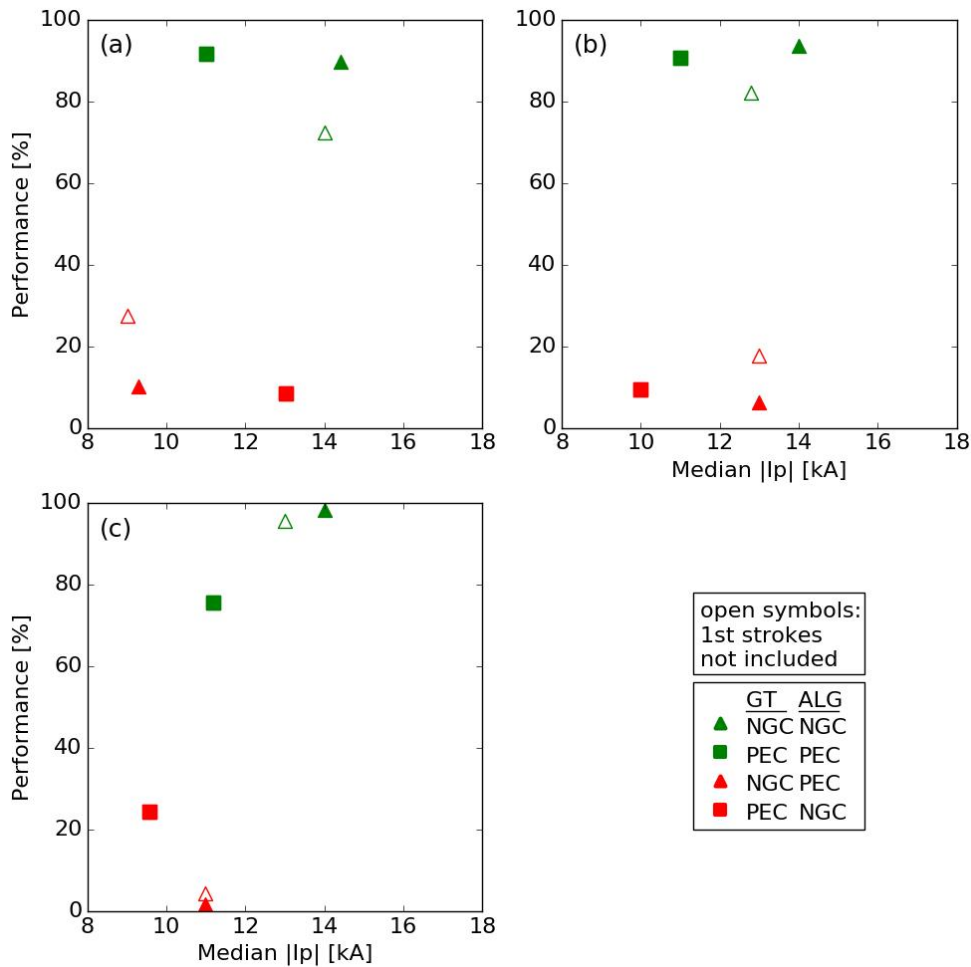 (a)
100
80
60
40
20
0
Performance [%]
8 10 12 14 16 18
(b)
100
80
60
40
20
0
Performance [%]
8 10 12 14 16 18
Median |Ip| [kA]
(c)
100
80
60
40
20
0
Performance [%]
8 10 12 14 16 18
Median |Ip| [kA]
open symbols:
1st strokes
not included
GT ALG
NGC NGC
PEC PEC
NGC PEC
PEC NGC